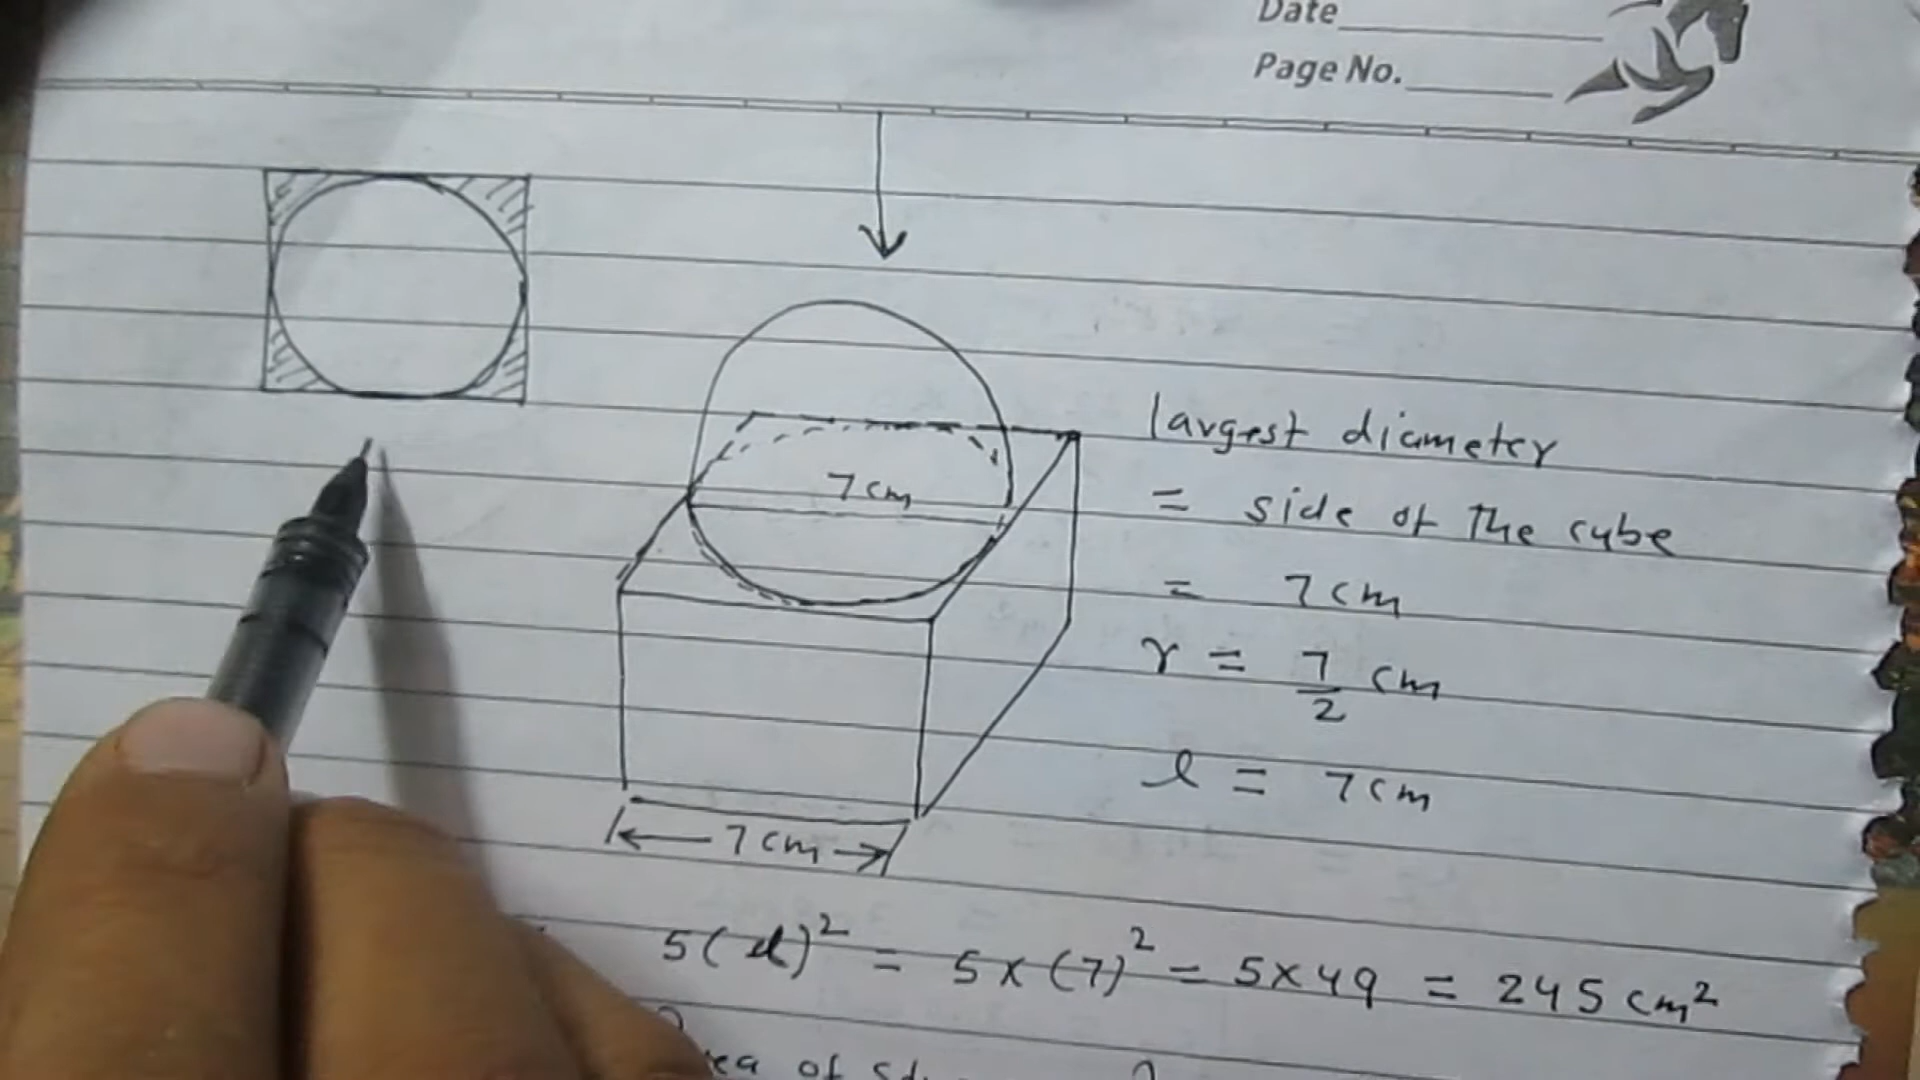 Date
Page No.
7cm
largest diameter
= side of the cube
= 7cm
r = 7/2 cm
l = 7cm
7cm
5(l)² = 5×(7)² = 5×49 = 245 cm²
of